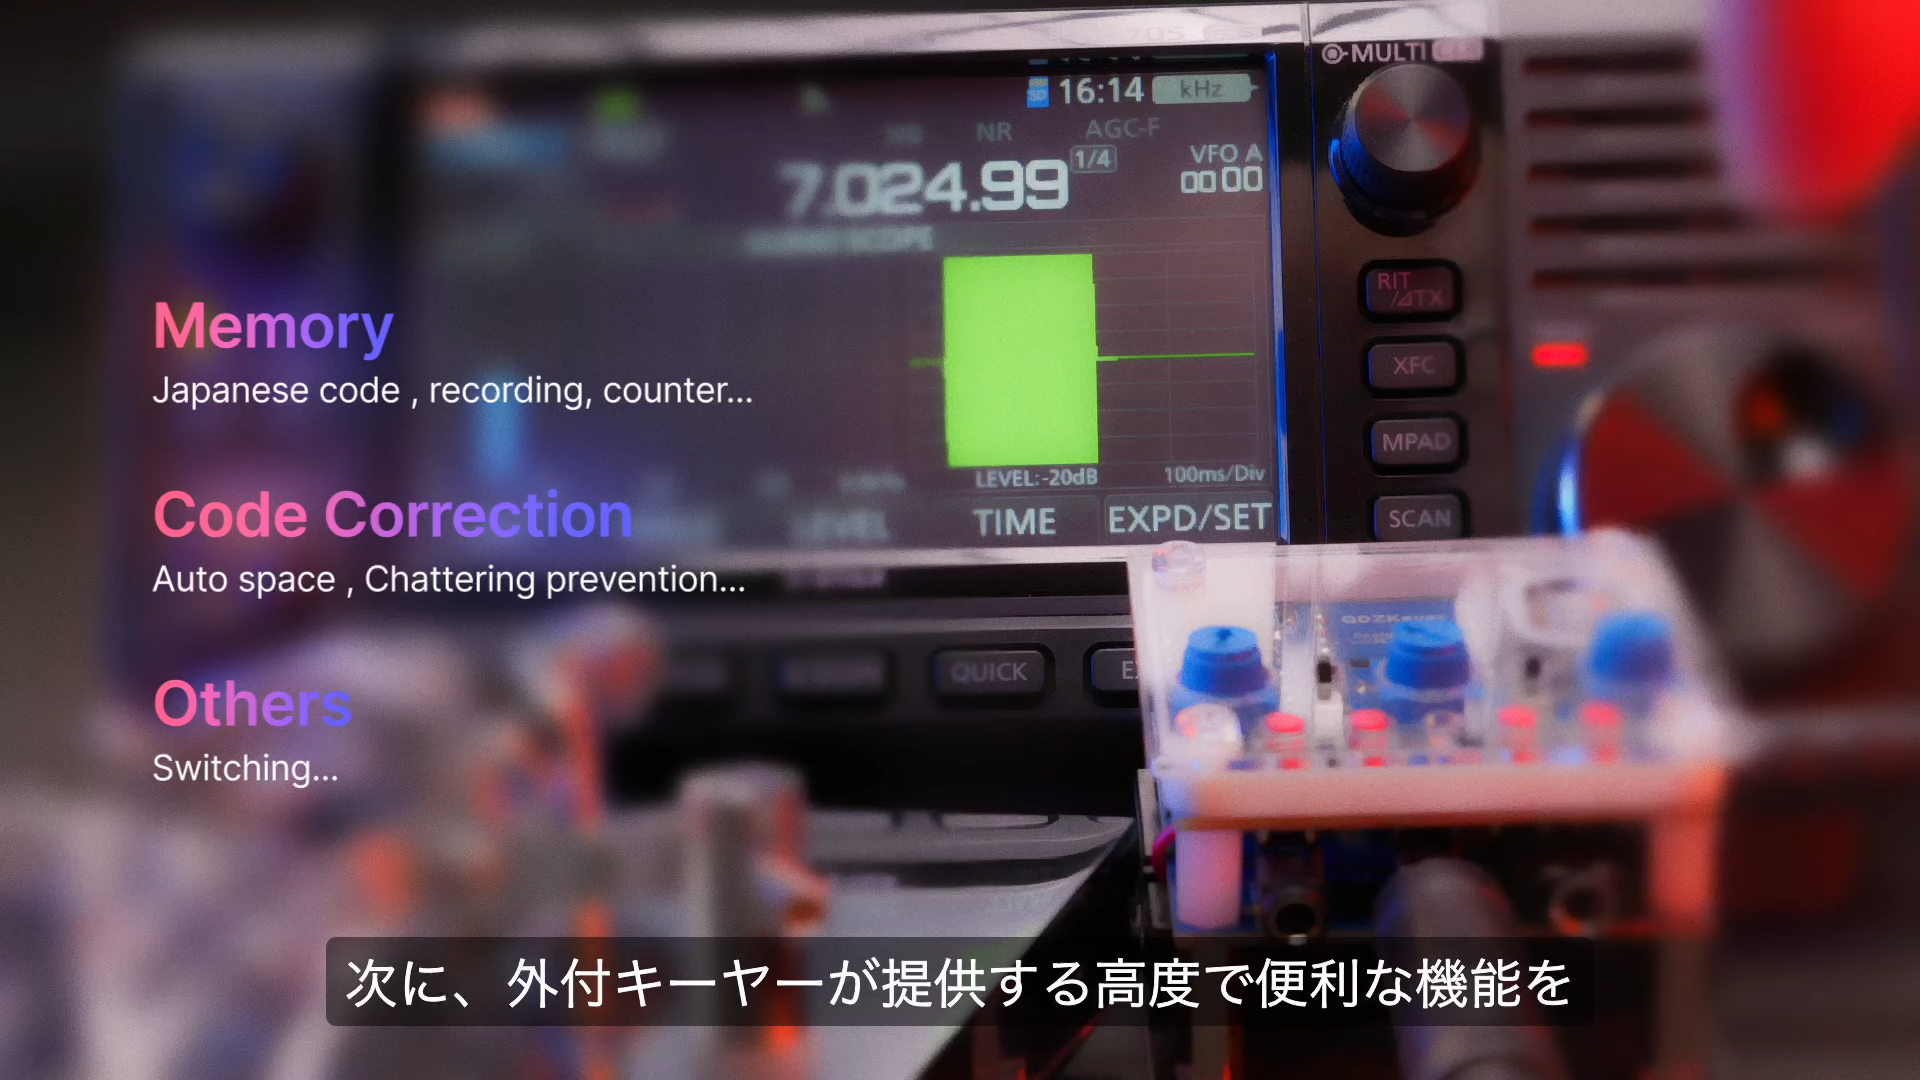 MULTI
16:14 kHz
NR AGC-F
7.024.99 1/4 VFO A
00 00
SCOPE
RIT
/⊿TX
XFC
MPAD
SCAN
LEVEL:-20dB 100ms/Div
LEVEL TIME EXPD/SET
QUICK
Memory
Japanese code , recording, counter...
Code Correction
Auto space , Chattering prevention...
Others
Switching...
次に、外付キーヤーが提供する高度で便利な機能を